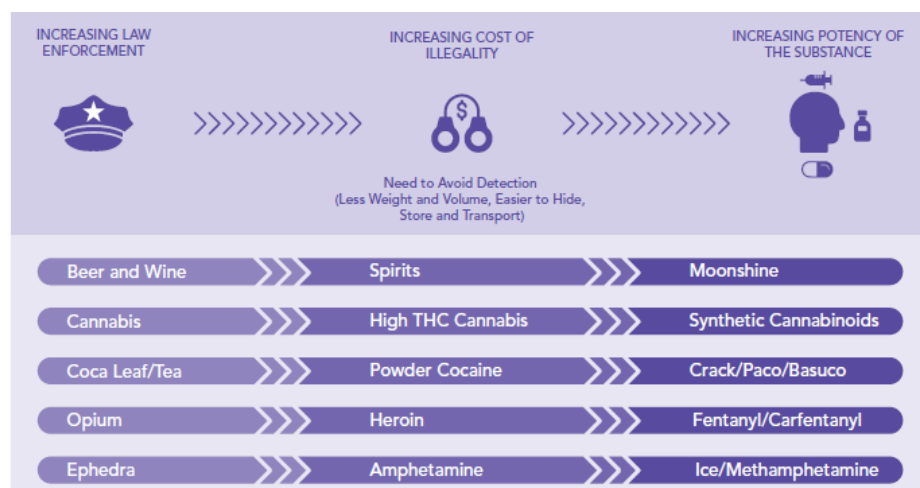 INCREASING LAW
ENFORCEMENT
INCREASING COST OF
ILLEGALITY
INCREASING POTENCY OF
THE SUBSTANCE
$
Need to Avoid Detection
(Less Weight and Volume, Easier to Hide,
Store and Transport)
Beer and Wine
Spirits
Moonshine
Cannabis
High THC Cannabis
Synthetic Cannabinoids
Coca Leaf/Tea
Powder Cocaine
Crack/Paco/Basuco
Opium
Heroin
Fentanyl/Carfentanyl
Ephedra
Amphetamine
Ice/Methamphetamine